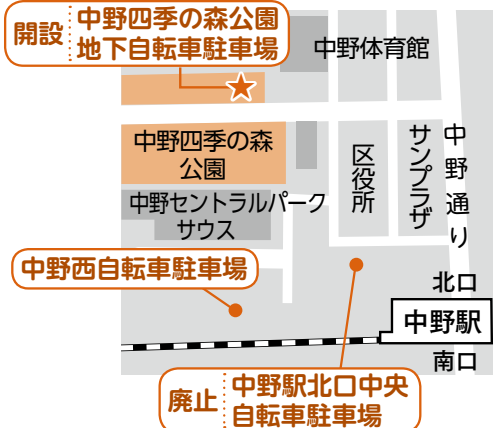 開設
中野四季の森公園
地下自転車駐車場
中野体育館
中野四季の森
公園
区役所
サンプラザ
中野通り
中野セントラルパーク
サウス
中野西自転車駐車場
北口
中野駅
南口
廃止
中野駅北口中央
自転車駐車場